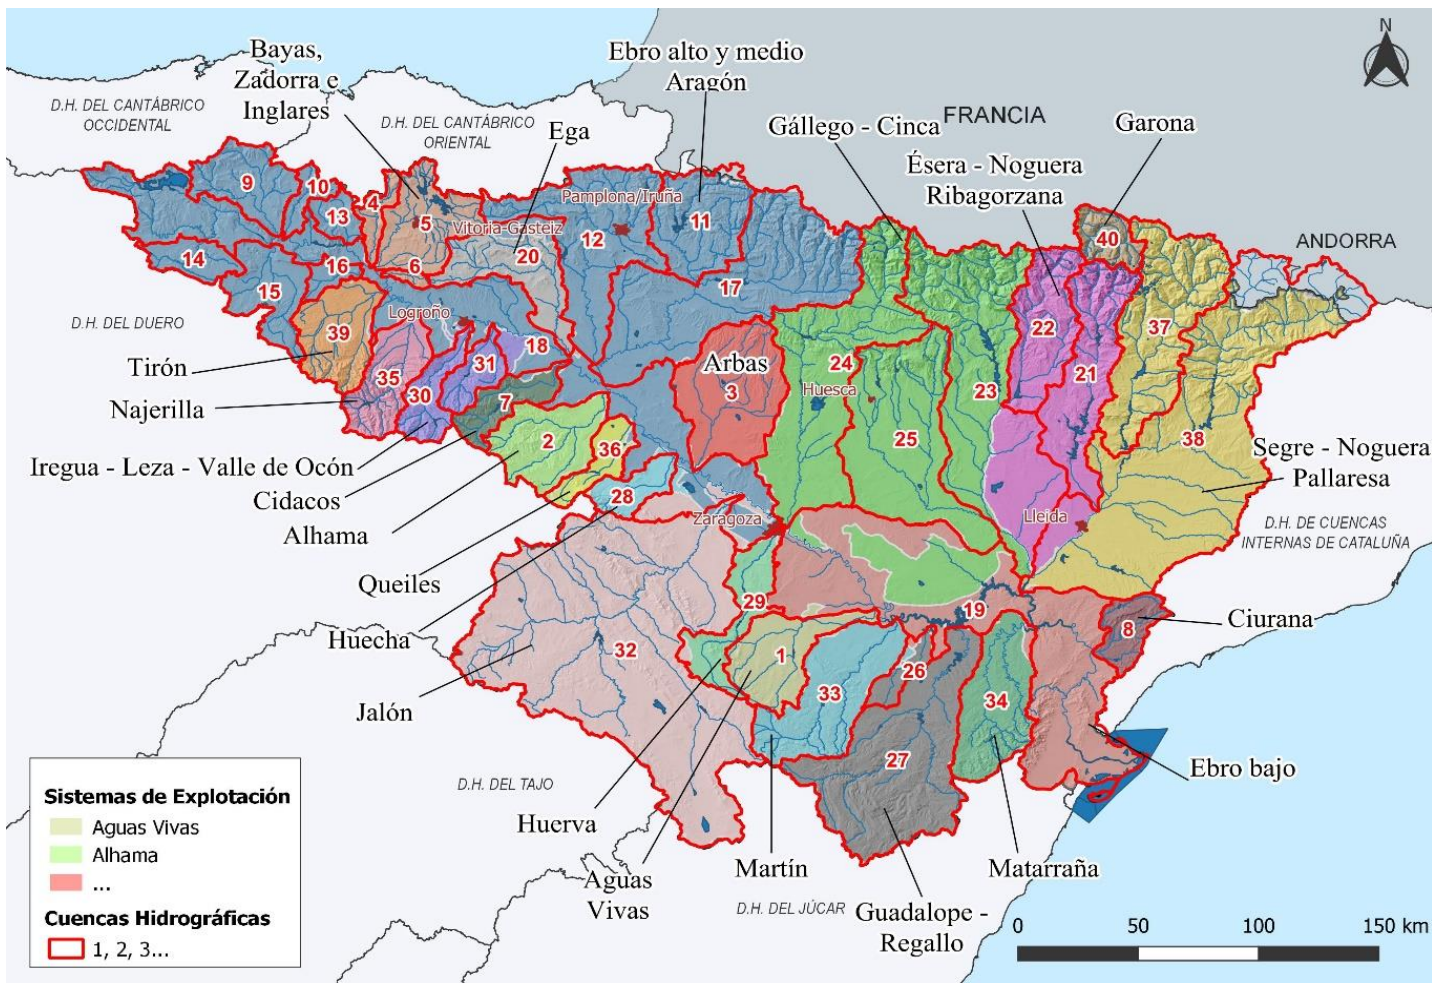 N
Bayas,
Zadorra e
Inglares
Ebro alto y medio
Aragón
D.H. DEL CANTÁBRICO
OCCIDENTAL
D.H. DEL CANTÁBRICO
ORIENTAL
Ega
Gállego - Cinca
FRANCIA
Garona
Ésera - Noguera
Ribagorzana
ANDORRA
9
10
13
4
5
6
Vitoria-Gasteiz
20
Pamplona/Iruña
12
11
17
40
14
15
16
D.H. DEL DUERO
39
Logroño
18
31
35
30
7
2
36
28
Arbas
3
24
Huesca
25
23
22
21
37
38
Tirón
Najerilla
Iregua - Leza - Valle de Ocón
Cidacos
Alhama
Queiles
Huecha
Jalón
Segre - Noguera
Pallaresa
Zaragoza
Lleida
D.H. DE CUENCAS
INTERNAS DE CATALUÑA
29
19
8
Ciurana
32
1
33
26
34
27
Ebro bajo
D.H. DEL TAJO
Huerva
Aguas
Vivas
Martín
D.H. DEL JÚCAR
Guadalope -
Regallo
Matarraña
Sistemas de Explotación
Aguas Vivas
Alhama
...
Cuencas Hidrográficas
1, 2, 3...
0 50 100 150 km